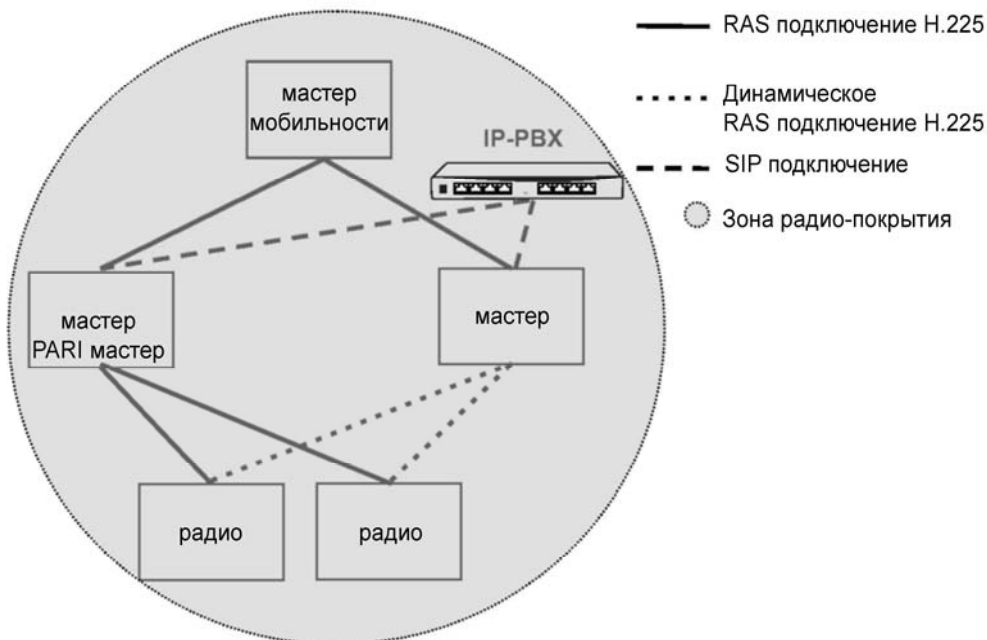 мастер
мобильности
IP-PBX
мастер
PARI мастер
мастер
радио
радио
RAS подключение H.225
Динамическое
RAS подключение H.225
SIP подключение
Зона радио-покрытия